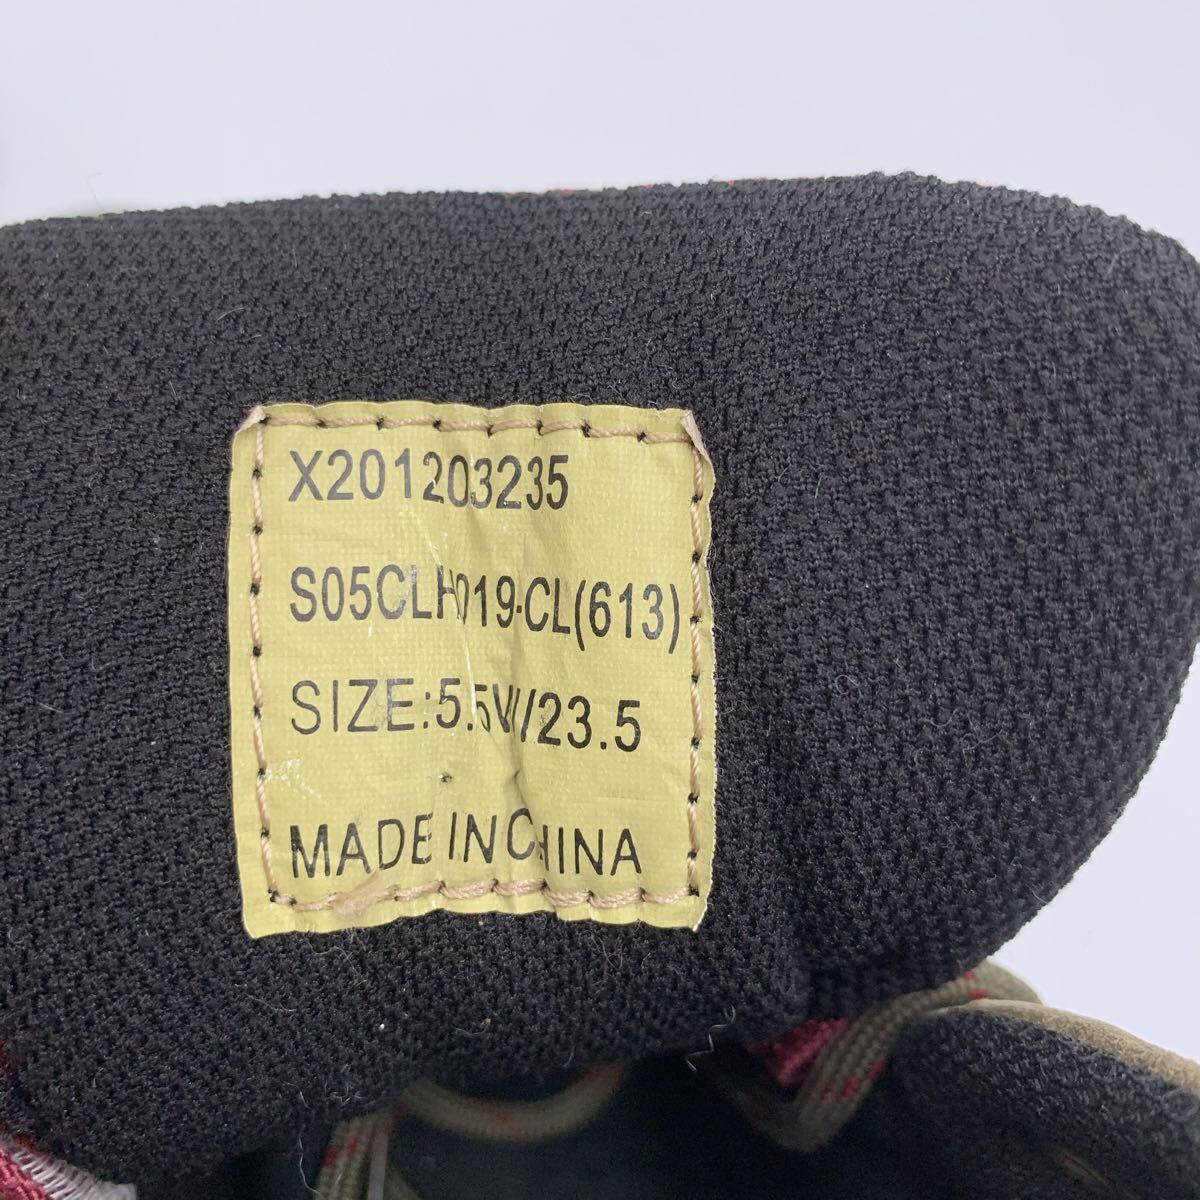 X201203235
S05CLH019-CL(613)
SIZE:5.5W/23.5
MADE IN CHINA